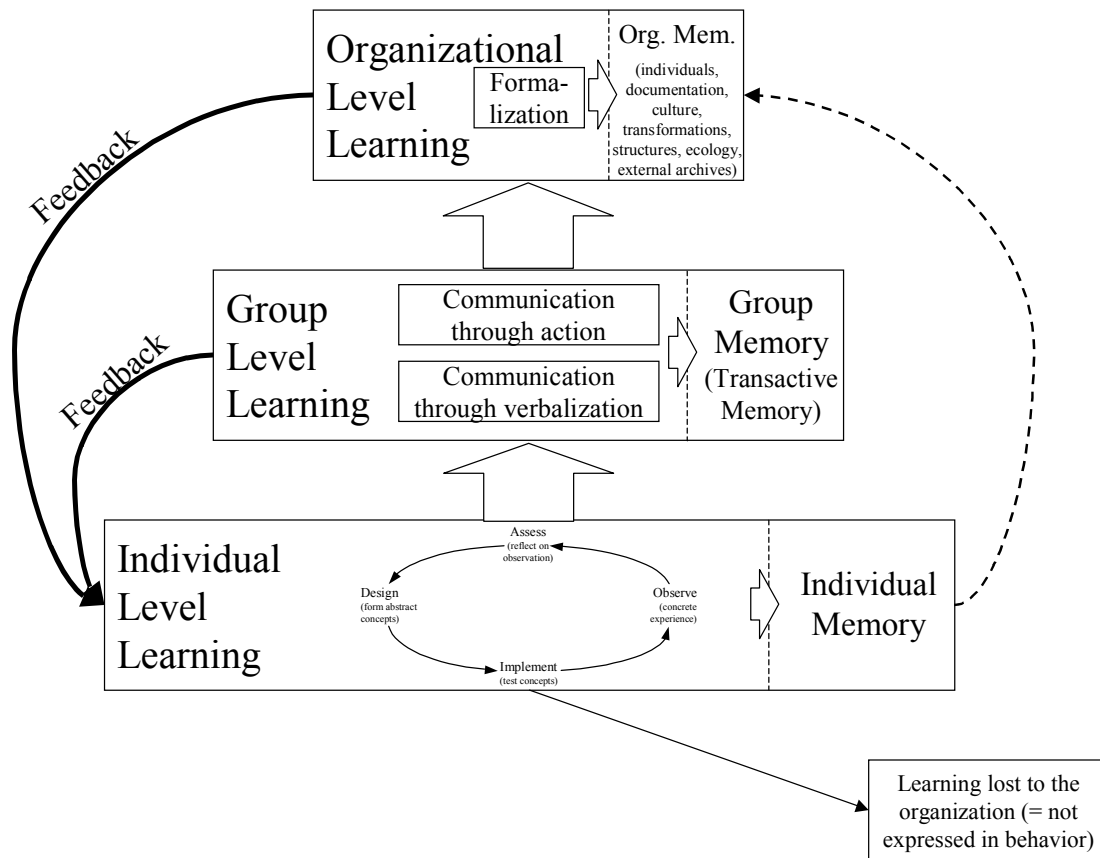 Organizational
Level
Learning
Forma-
lization
Org. Mem.
(individuals,
documentation,
culture,
transformations,
structures, ecology,
external archives)
Feedback
Group
Level
Learning
Communication
through action
Communication
through verbalization
Group
Memory
(Transactive
Memory)
Feedback
Individual
Level
Learning
Assess
(reflect on
observation)
Design
(form abstract
concepts)
Observe
(concrete
experience)
Implement
(test concepts)
Individual
Memory
Learning lost to the
organization (= not
expressed in behavior)